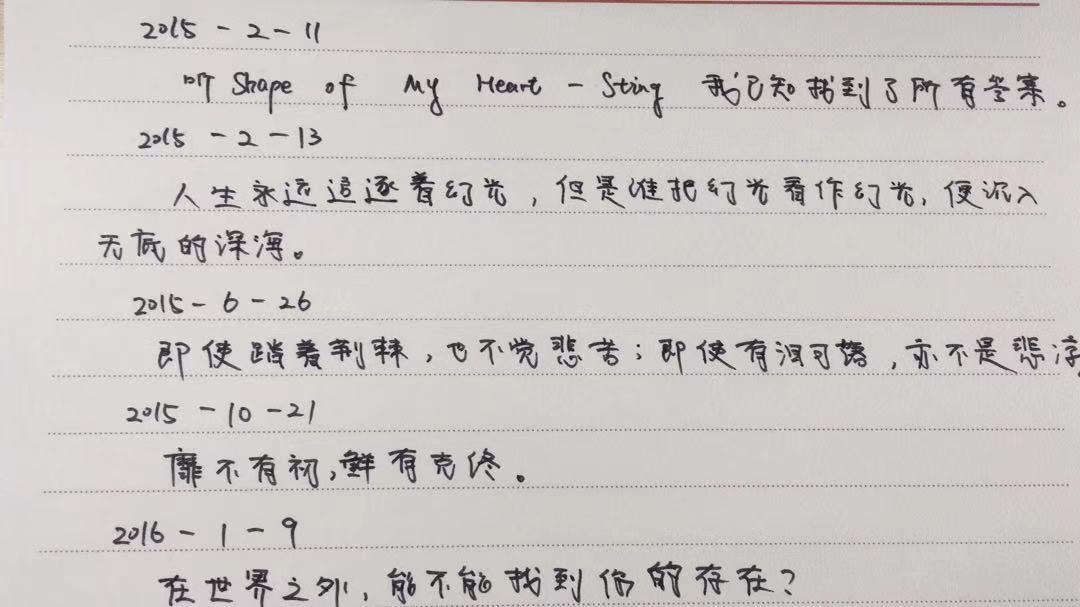 2015-2-11
听 Shape of My Heart - Sting 我已知找到了所有答案。
2015-2-13
人生永远追逐着幻光，但是谁把幻光看作幻光，便沉入
无底的深海。
2015-6-26
即使踏着荆棘，也不觉悲苦；即使有泪可落，亦不是悲凉
2015-10-21
靡不有初，鲜有克终。
2016-1-9
在世界之外，能不能找到你的存在？